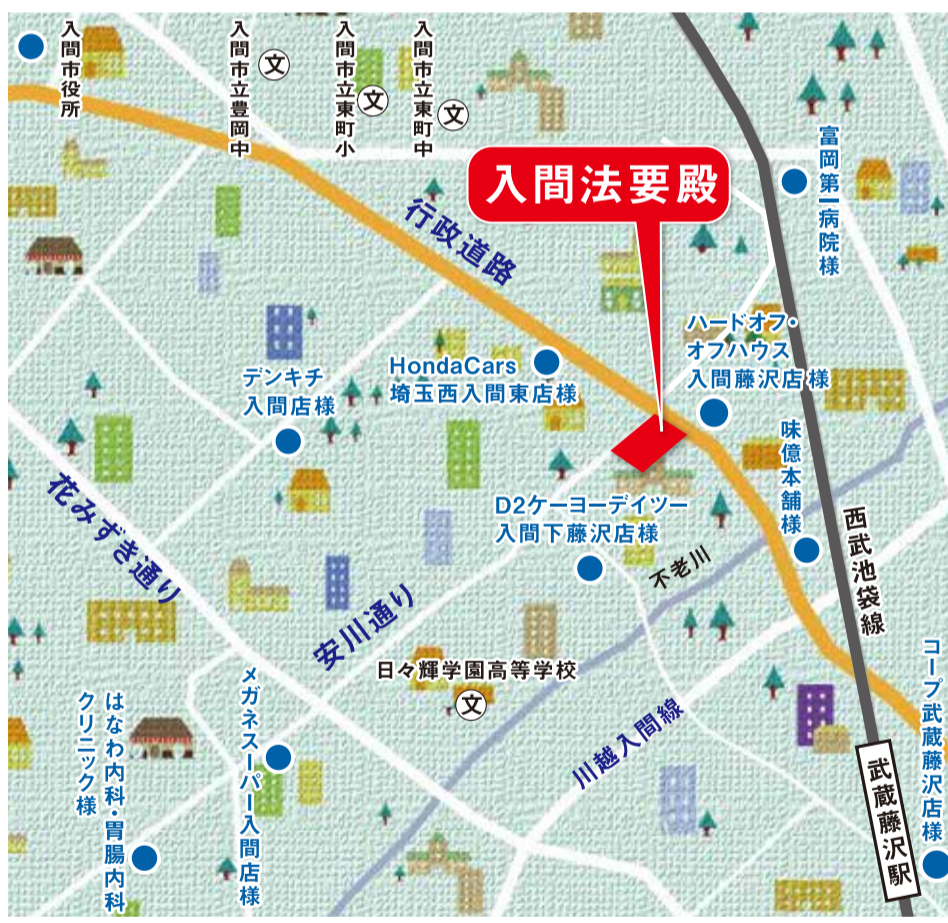 入間市役所
入間市立豊岡中
文
入間市立東町小
文
入間市立東町中
文
入間法要殿
富岡第一病院様
行政道路
ハードオフ・
オフハウス
入間藤沢店様
HondaCars
埼玉西入間東店様
デンキチ
入間店様
味億本舗様
花みずき通り
D2ケーヨーデイツー
入間下藤沢店様
西武池袋線
不老川
安川通り
日々輝学園高等学校
文
川越入間線
コープ武蔵藤沢店様
メガネスーパー入間店様
はなわ内科・胃腸内科
クリニック様
武蔵藤沢駅